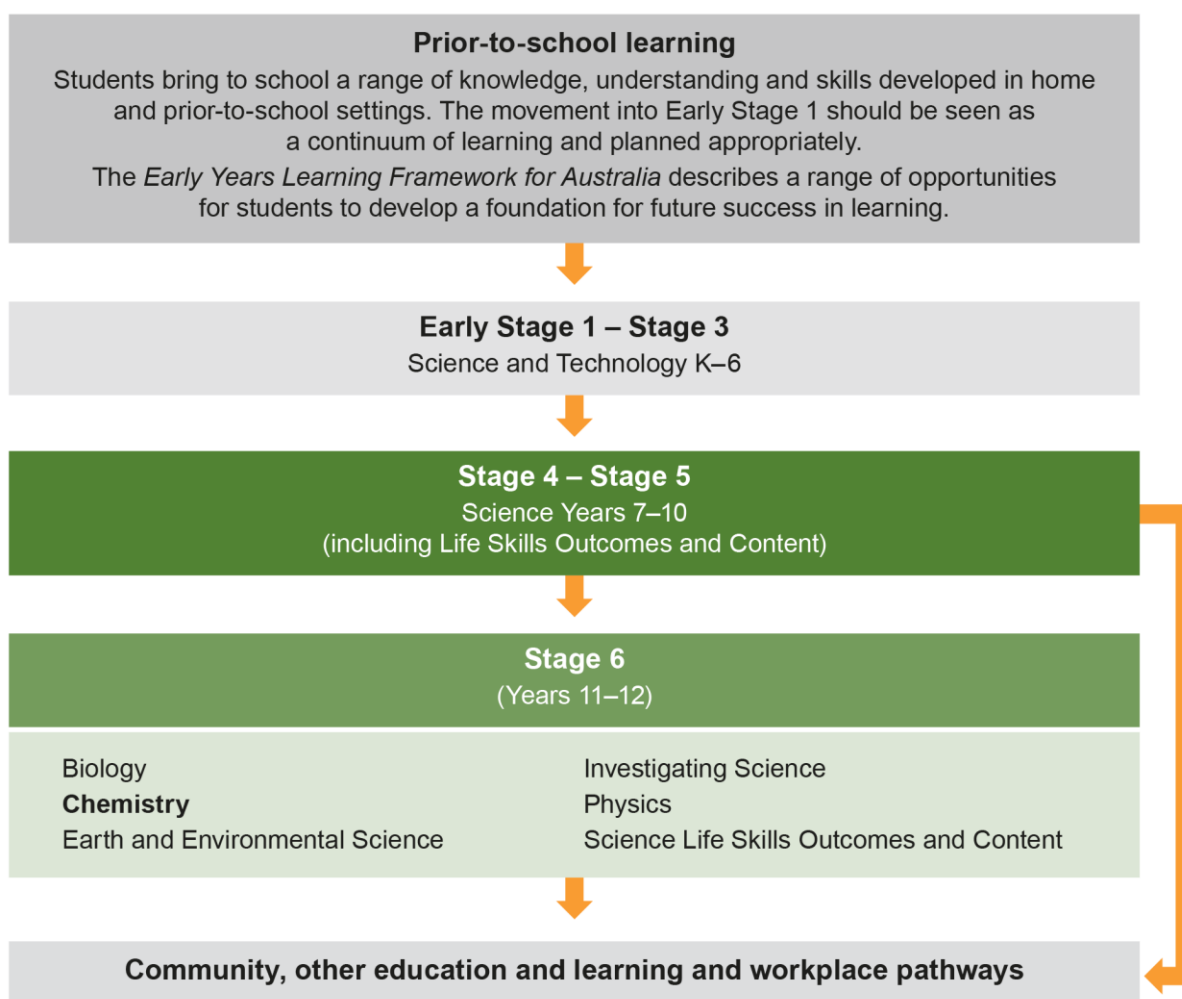 Prior-to-school learning
Students bring to school a range of knowledge, understanding and skills developed in home
and prior-to-school settings. The movement into Early Stage 1 should be seen as
a continuum of learning and planned appropriately.
The Early Years Learning Framework for Australia describes a range of opportunities
for students to develop a foundation for future success in learning.
Early Stage 1 – Stage 3
Science and Technology K–6
Stage 4 – Stage 5
Science Years 7–10
(including Life Skills Outcomes and Content)
Stage 6
(Years 11–12)
Biology
Chemistry
Earth and Environmental Science
Investigating Science
Physics
Science Life Skills Outcomes and Content
Community, other education and learning and workplace pathways